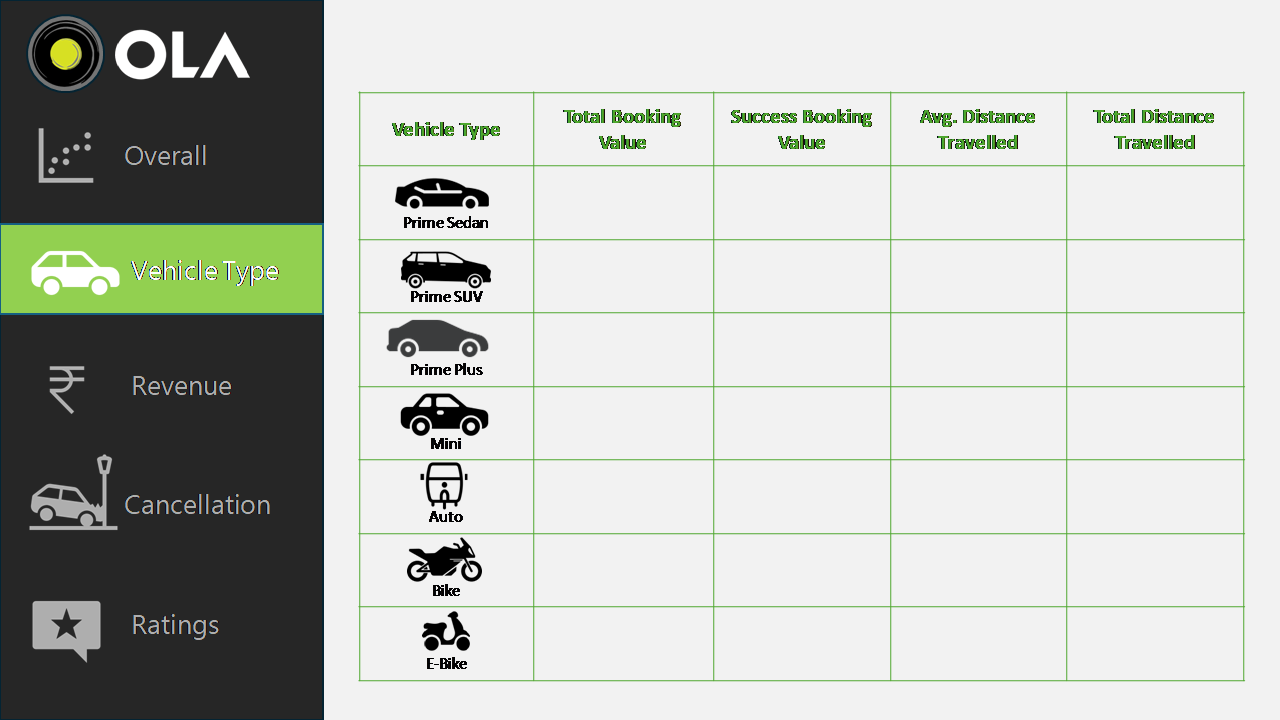 OLA
Overall
Vehicle Type
Revenue
Cancellation
Ratings
Vehicle Type
Total Booking
Value
Success Booking
Value
Avg. Distance
Travelled
Total Distance
Travelled
Prime Sedan
Prime SUV
Prime Plus
Mini
Auto
Bike
E-Bike